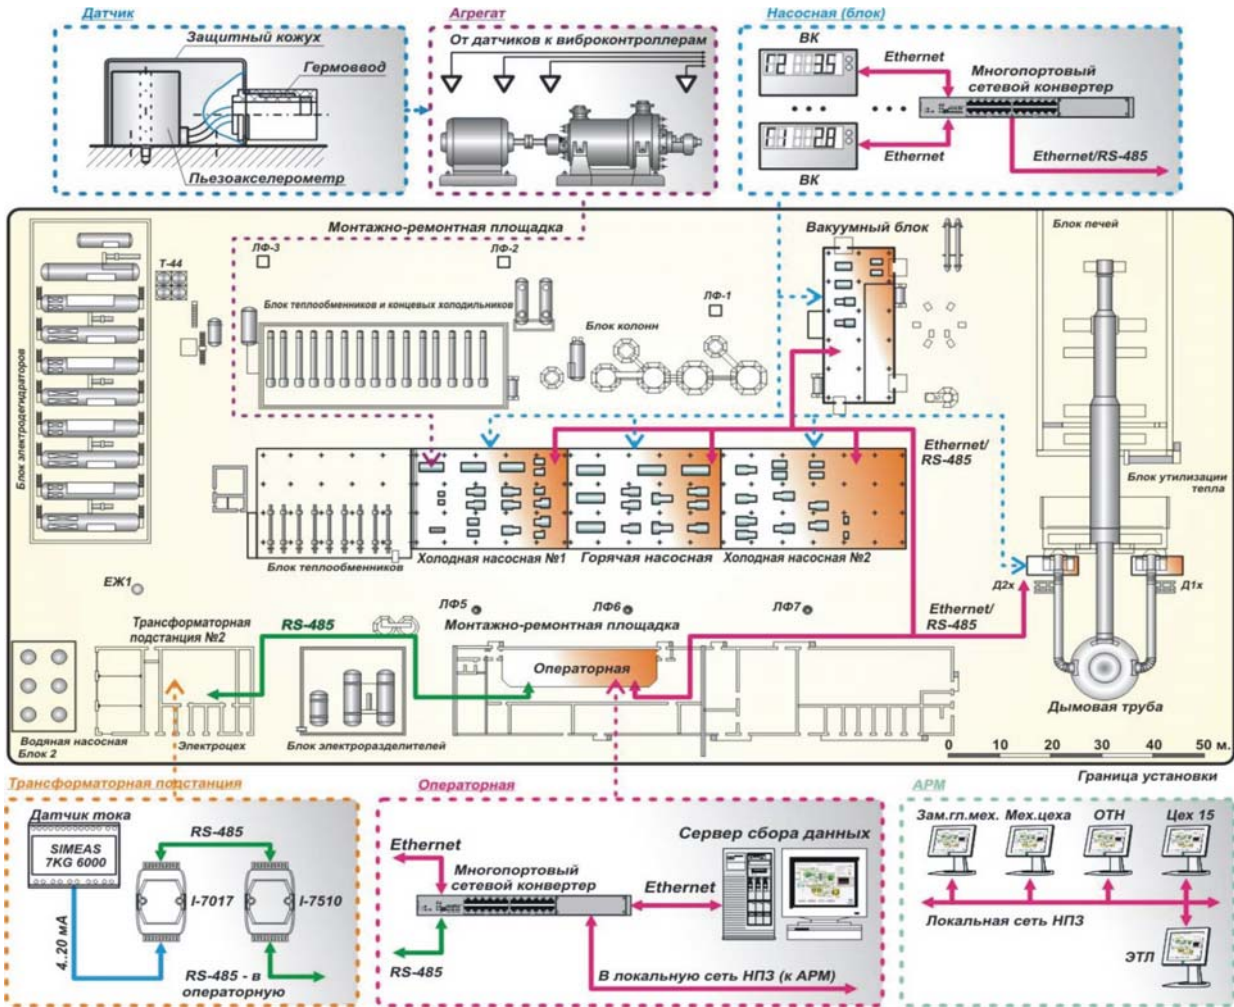 Датчик
Защитный кожух
Гермоввод
Пьезоакселерометр
Агрегат
От датчиков к виброконтроллерам
Насосная (блок)
ВК
Ethernet
Многопортовый
сетевой конвертер
Ethernet
Ethernet/RS-485
ВК
Монтажно-ремонтная площадка
ЛФ-3
ЛФ-2
Т-44
Блок теплообменников и концевых холодильников
ЛФ-1
Блок колонн
Вакуумный блок
Блок печей
Блок электродегидраторов
Ethernet/
RS-485
Блок утилизации
тепла
Блок теплообменников
Холодная насосная №1
Горячая насосная
Холодная насосная №2
Д2х
Д1х
ЕЖ1
ЛФ5
ЛФ6
ЛФ7
Трансформаторная
подстанция №2
RS-485
Монтажно-ремонтная площадка
Ethernet/
RS-485
Операторная
Дымовая труба
Водяная насосная
Блок 2
Электроцех
Блок электроразделителей
0 10 20 30 40 50 м.
Граница установки
Трансформаторная подстанция
Датчик тока
SIMEAS
7KG 6000
RS-485
I-7017
I-7510
4..20 мА
RS-485 - в
операторную
Операторная
Ethernet
Многопортовый
сетевой конвертер
RS-485
Ethernet
Сервер сбора данных
В локальную сеть НПЗ (к АРМ)
АРМ
Зам.гл.мех.
Мех.цеха
ОТН
Цех 15
Локальная сеть НПЗ
ЭТЛ